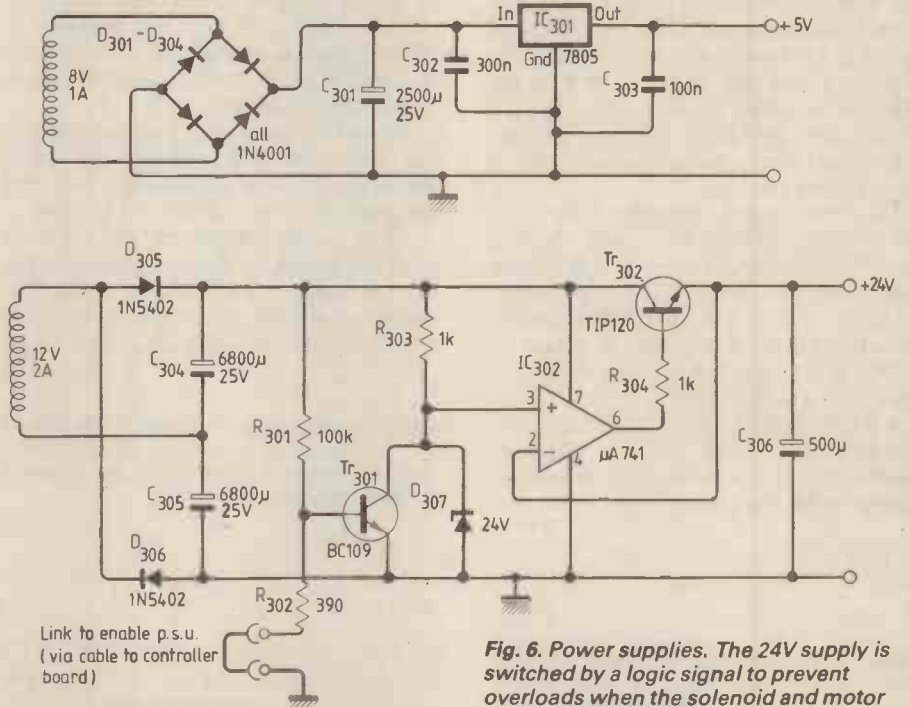 In
IC301
Out
7805
Gnd
+5V
D301-D304
8V
1A
all
1N4001
C301
2500µ
25V
C302
300n
C303
100n
D305
1N5402
12V
2A
C304
6800µ
25V
C305
6800µ
25V
D306
1N5402
R301
100k
R303
1k
Tr301
BC109
R302
390
D307
24V
IC302
3
+
2
-
7
6
4
µA741
Tr302
TIP120
R304
1k
+24V
C306
500µ
Link to enable p.s.u.
(via cable to controller
board)
Fig. 6. Power supplies. The 24V supply is
switched by a logic signal to prevent
overloads when the solenoid and motor